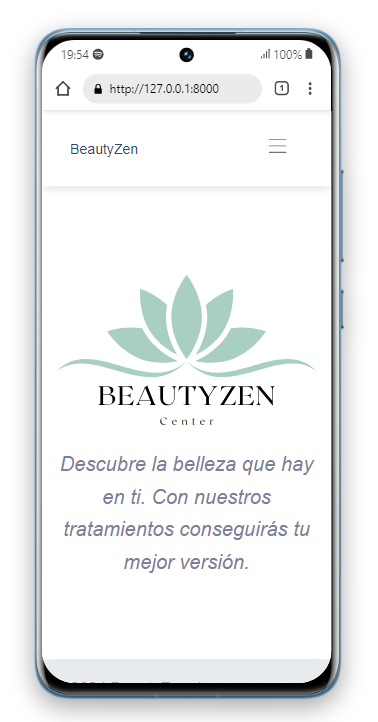 19:54 100%
http://127.0.0.1:8000 1
BeautyZen
BEAUTYZEN
Center
Descubre la belleza que hay
en ti. Con nuestros
tratamientos conseguirás tu
mejor versión.